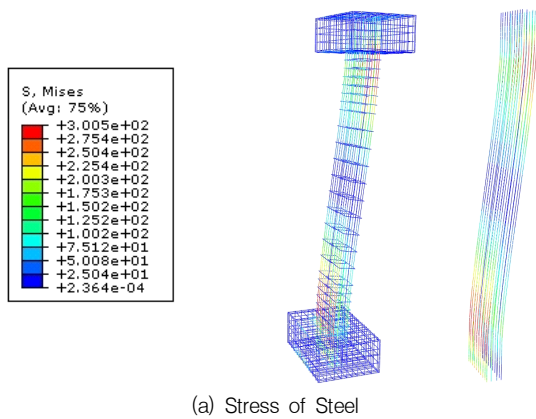 S, Mises
(Avg: 75%)
+3.005e+02
+2.754e+02
+2.504e+02
+2.254e+02
+2.003e+02
+1.753e+02
+1.502e+02
+1.252e+02
+1.002e+02
+7.512e+01
+5.008e+01
+2.504e+01
+2.364e-04
(a) Stress of Steel